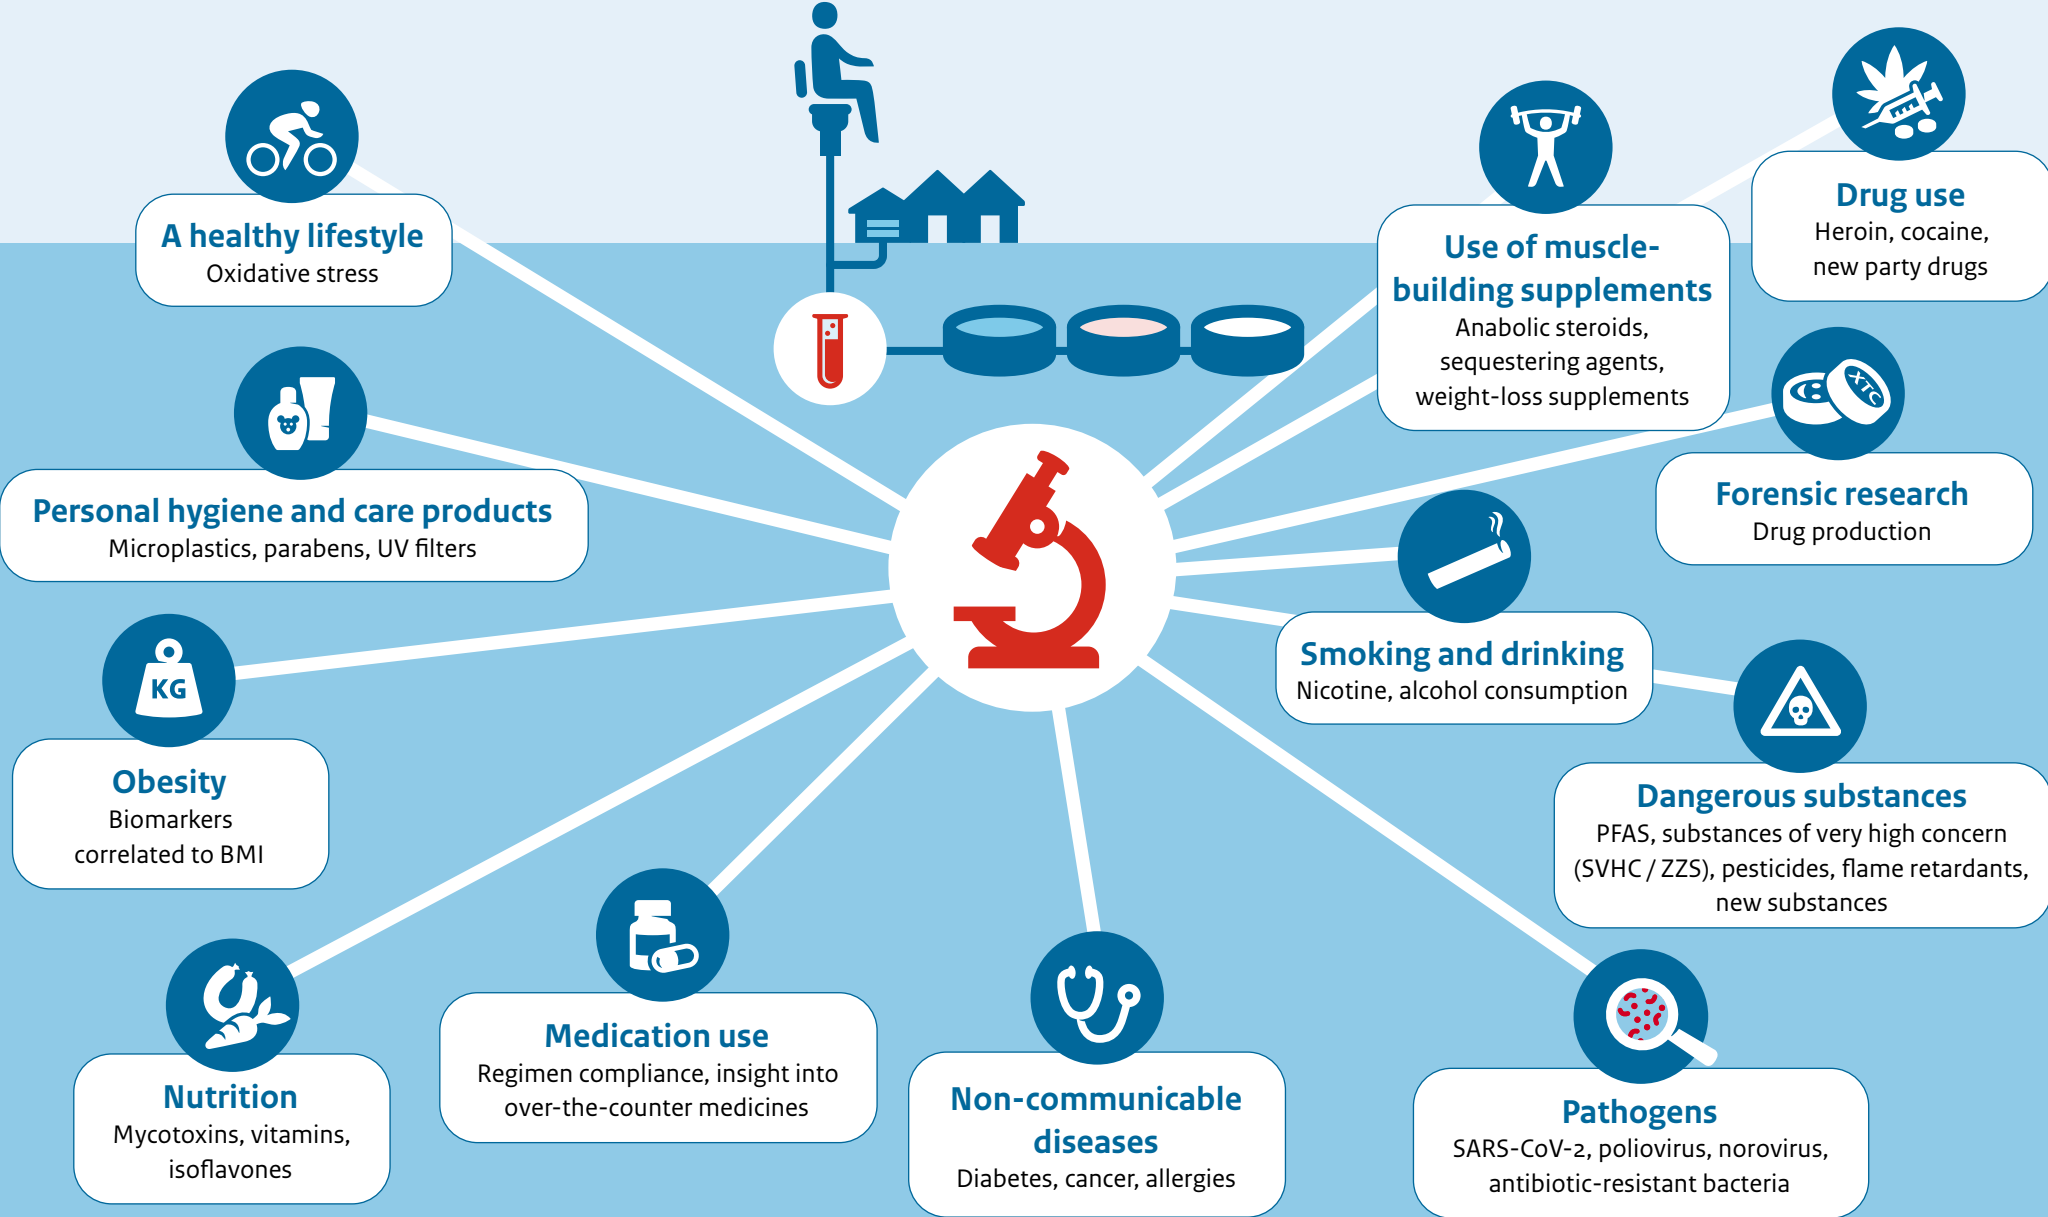 A healthy lifestyle
Oxidative stress
Personal hygiene and care products
Microplastics, parabens, UV filters
KG
Obesity
Biomarkers
correlated to BMI
Nutrition
Mycotoxins, vitamins,
isoflavones
Medication use
Regimen compliance, insight into
over-the-counter medicines
Non-communicable
diseases
Diabetes, cancer, allergies
Pathogens
SARS-CoV-2, poliovirus, norovirus,
antibiotic-resistant bacteria
Dangerous substances
PFAS, substances of very high concern
(SVHC / ZZS), pesticides, flame retardants,
new substances
Smoking and drinking
Nicotine, alcohol consumption
XTC
Forensic research
Drug production
Use of muscle-
building supplements
Anabolic steroids,
sequestering agents,
weight-loss supplements
Drug use
Heroin, cocaine,
new party drugs